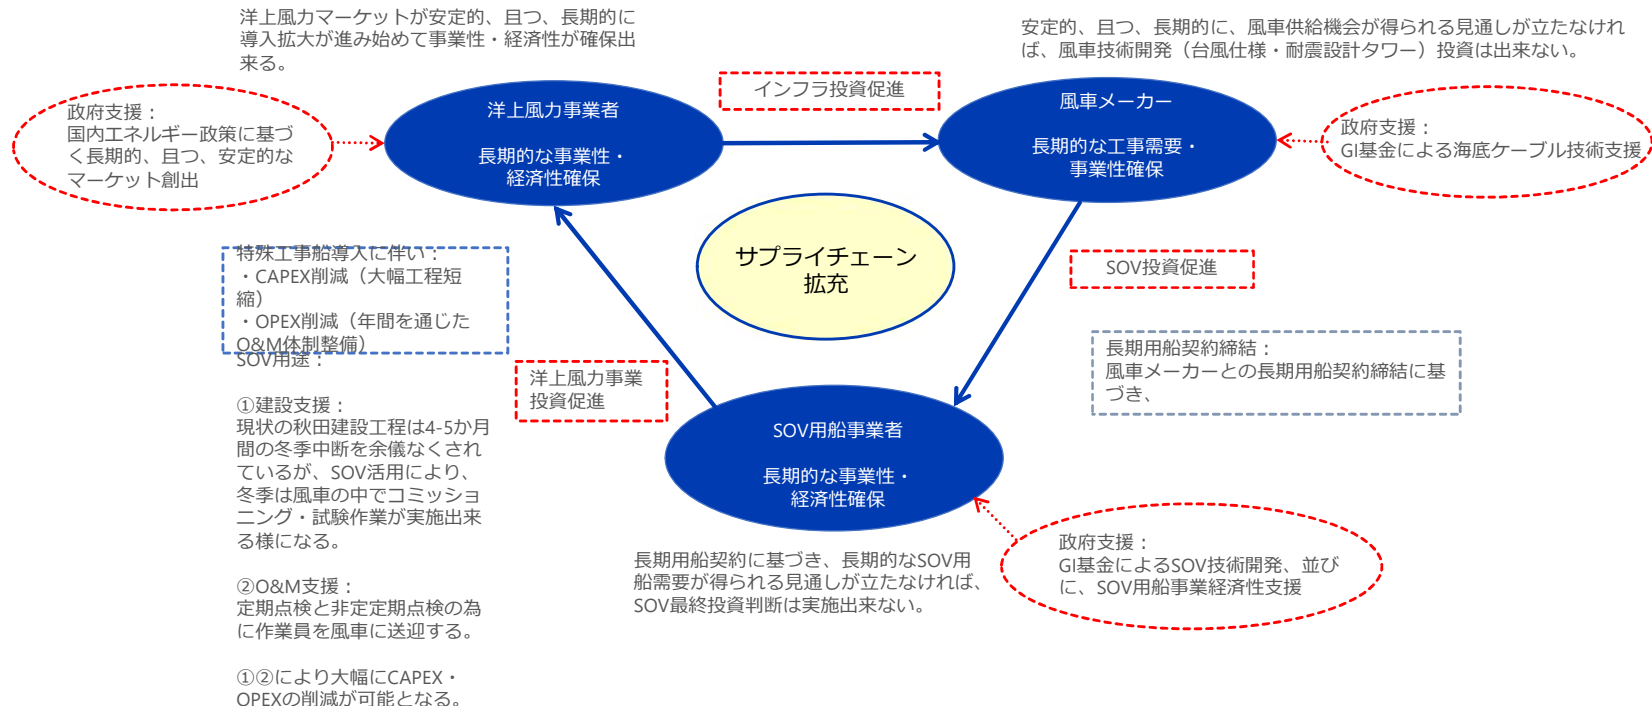 洋上風力マーケットが安定的、且つ、長期的に
導入拡大が進み始めて事業性・経済性が確保出
来る。
安定的、且つ、長期的に、風車供給機会が得られる見通しが立たなけれ
ば、風車技術開発（台風仕様・耐震設計タワー）投資は出来ない。
政府支援：
国内エネルギー政策に基づ
く長期的、且つ、安定的な
マーケット創出
洋上風力事業者
長期的な事業性・
経済性確保
インフラ投資促進
風車メーカー
長期的な工事需要・
事業性確保
政府支援：
GI基金による海底ケーブル技術支援
サプライチェーン
拡充
特殊工事船導入に伴い：
・CAPEX削減（大幅工程短
縮）
・OPEX削減（年間を通じた
O&M体制整備）
SOV投資促進
長期用船契約締結：
風車メーカーとの長期用船契約締結に基
づき、
洋上風力事業
投資促進
SOV用途：
①建設支援：
現状の秋田建設工程は4-5か月
間の冬季中断を余儀なくされ
ているが、SOV活用により、
冬季は風車の中でコミッショ
ニング・試験作業が実施出来
る様になる。
②O&M支援：
定期点検と非定定期点検の為
に作業員を風車に送迎する。
①②により大幅にCAPEX・
OPEXの削減が可能となる。
SOV用船事業者
長期的な事業性・
経済性確保
長期用船契約に基づき、長期的なSOV用
船需要が得られる見通しが立たなければ、
SOV最終投資判断は実施出来ない。
政府支援：
GI基金によるSOV技術開発、並び
に、SOV用船事業経済性支援